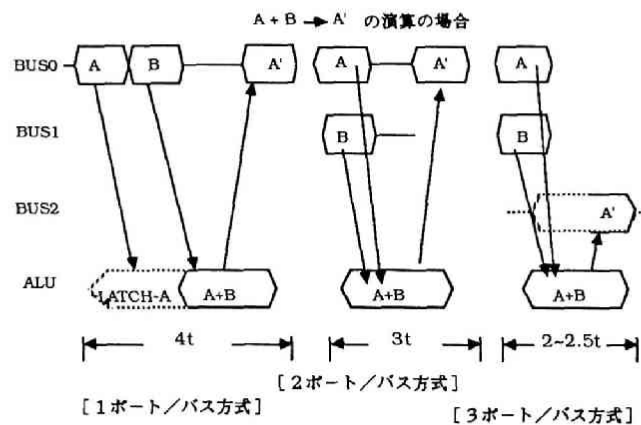 A + B → A' の演算の場合
BUS0 A B A' A A' A
BUS1 B B
BUS2 A'
ALU LATCH-A A+B A+B A+B
4t 3t 2~2.5t
[ 1ポート／バス方式 ] [ 2ポート／バス方式 ] [ 3ポート／バス方式 ]